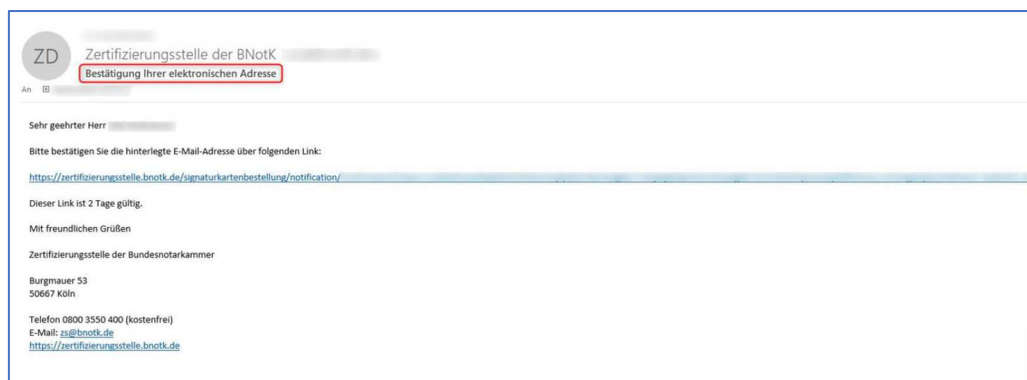 ZD
Zertifizierungsstelle der BNotK
Bestätigung Ihrer elektronischen Adresse
An
Sehr geehrter Herr
Bitte bestätigen Sie die hinterlegte E-Mail-Adresse über folgenden Link:
https://zertifizierungsstelle.bnotk.de/signaturkartenbestellung/notification/
Dieser Link ist 2 Tage gültig.
Mit freundlichen Grüßen
Zertifizierungsstelle der Bundesnotarkammer
Burgmauer 53
50667 Köln
Telefon 0800 3550 400 (kostenfrei)
E-Mail: zs@bnotk.de
https://zertifizierungsstelle.bnotk.de